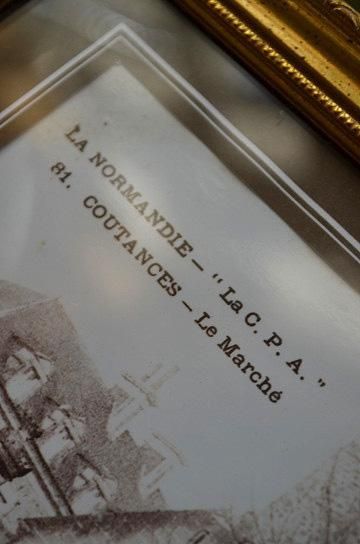 LA NORMANDIE — “La C. P. A. ”
81. COUTANCES — Le Marché